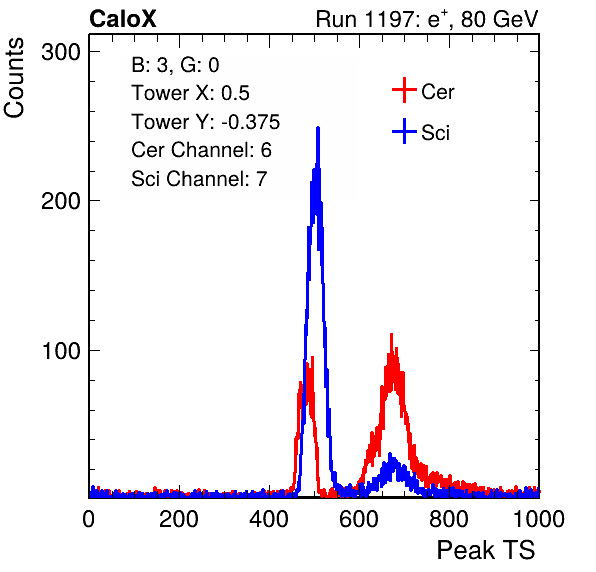 CaloX Run 1197: e⁺, 80 GeV
Counts
300
200
100
B: 3, G: 0
Tower X: 0.5
Tower Y: -0.375
Cer Channel: 6
Sci Channel: 7
Cer
Sci
0 200 400 600 800 1000
Peak TS